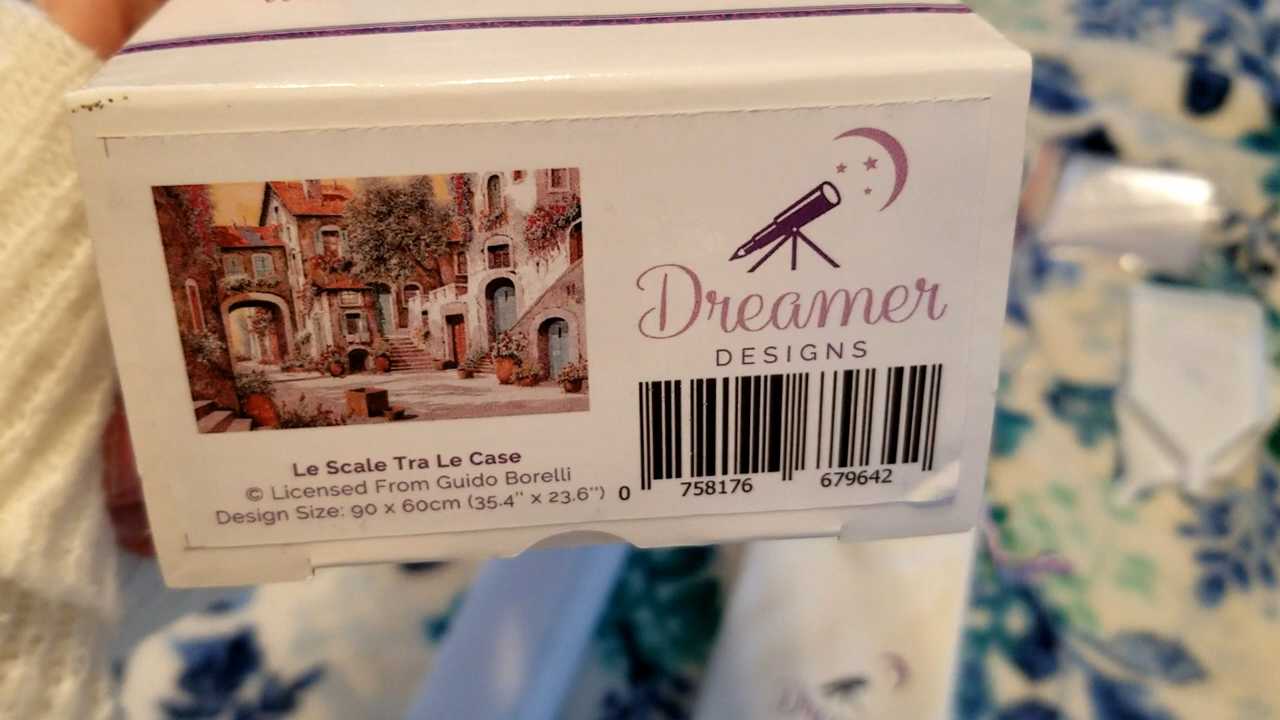 Dreamer
DESIGNS
Le Scale Tra Le Case
© Licensed From Guido Borelli
Design Size: 90 x 60cm (35.4" x 23.6")
0 758176 679642